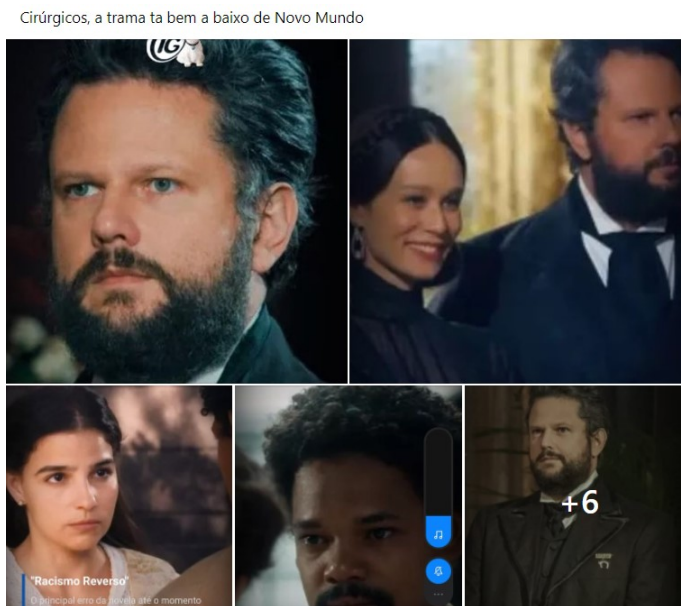 Cirúrgicos, a trama ta bem a baixo de Novo Mundo
IG
"Racismo Reverso"
O principal erro da novela até o momento
+6